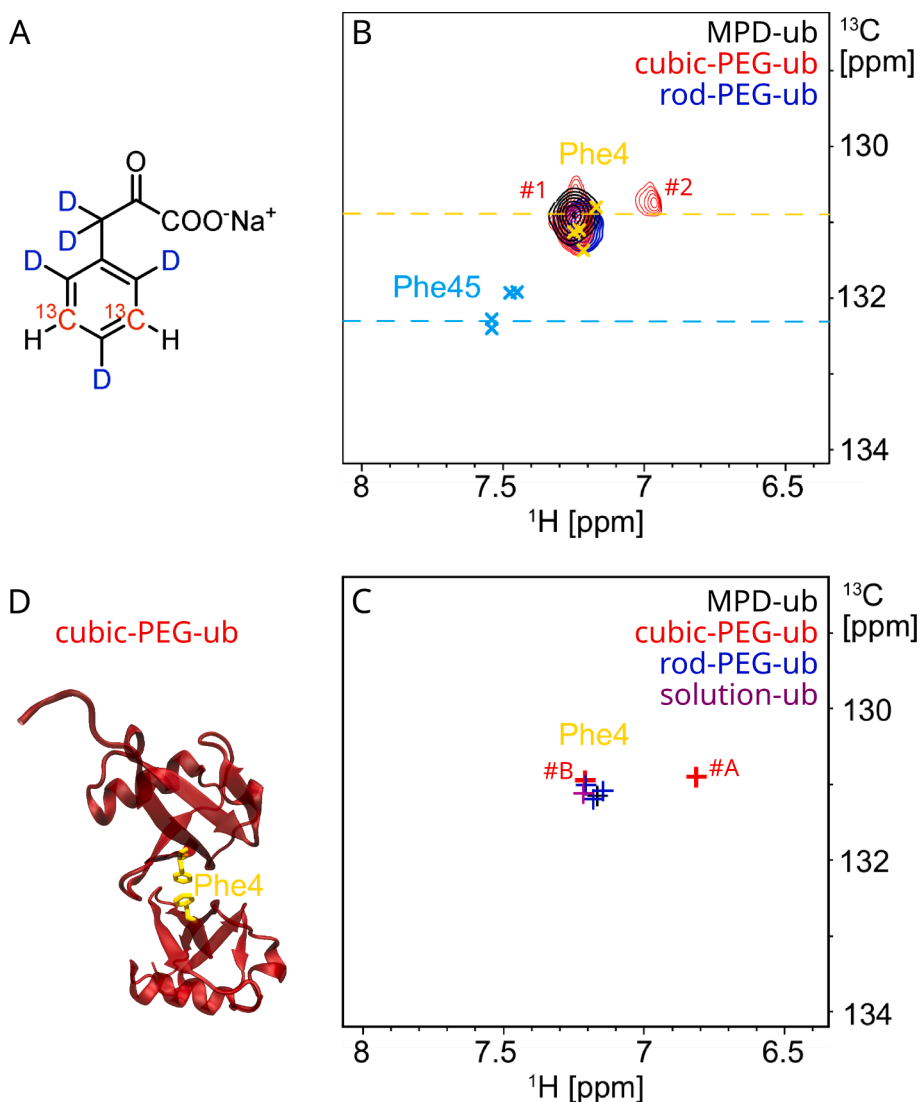 A
O
D
D
COO⁻Na⁺
D
D
¹³C
¹³C
H
H
D
B
MPD-ub
cubic-PEG-ub
rod-PEG-ub
¹³C
[ppm]
130
132
134
Phe4
#1
#2
Phe45
8
7.5
7
6.5
¹H [ppm]
D
cubic-PEG-ub
Phe4
C
MPD-ub
cubic-PEG-ub
rod-PEG-ub
solution-ub
¹³C
[ppm]
130
132
134
Phe4
#B
#A
8
7.5
7
6.5
¹H [ppm]